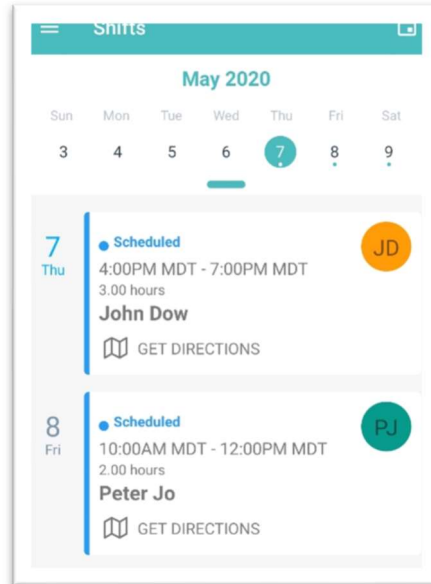 Shifts
May 2020
Sun Mon Tue Wed Thu Fri Sat
3 4 5 6 7 8 9
7
Thu
Scheduled
JD
4:00PM MDT - 7:00PM MDT
3.00 hours
John Dow
GET DIRECTIONS
8
Fri
Scheduled
PJ
10:00AM MDT - 12:00PM MDT
2.00 hours
Peter Jo
GET DIRECTIONS